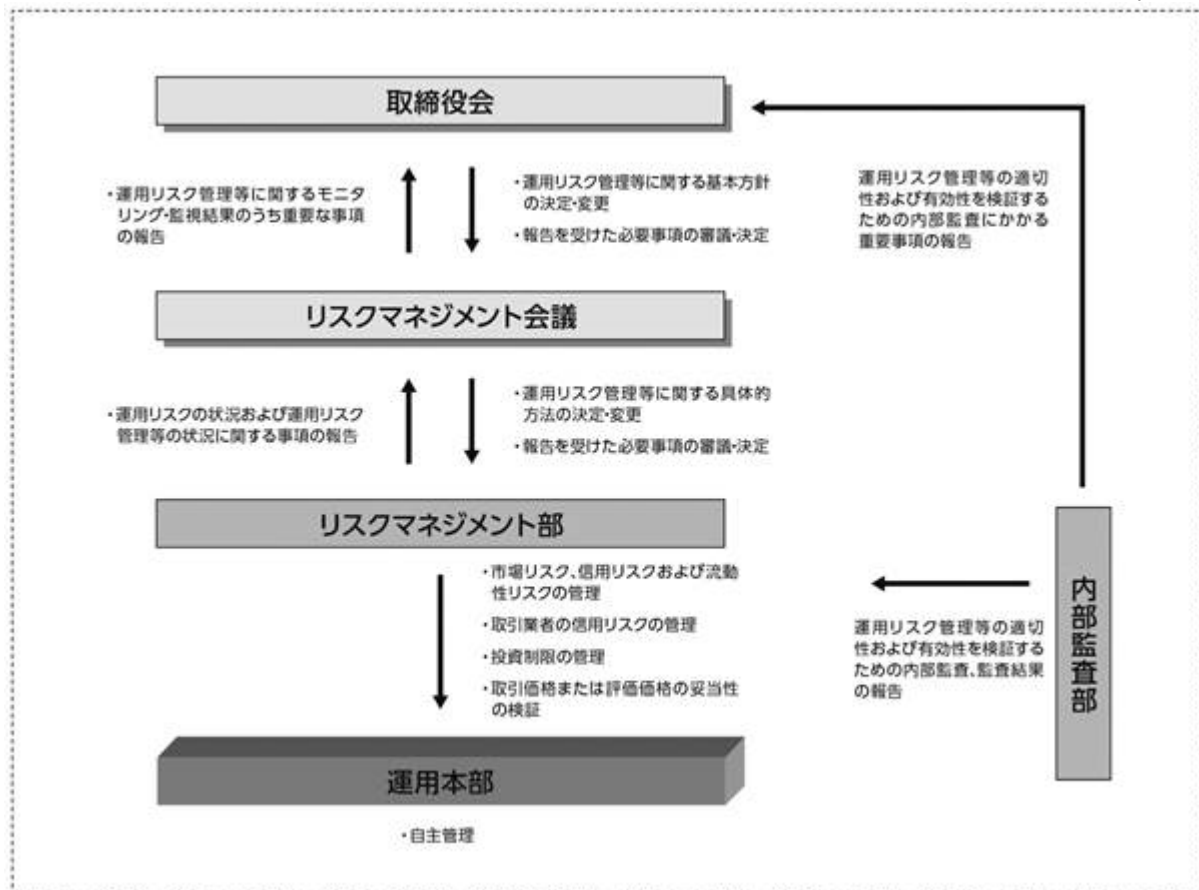 取締役会
・運用リスク管理等に関するモニタ
リング・監視結果のうち重要な事項
の報告
・運用リスク管理等に関する基本方針
の決定・変更
・報告を受けた必要事項の審議・決定
運用リスク管理等の適切
性および有効性を検証する
ための内部監査にかかる
重要事項の報告
リスクマネジメント会議
・運用リスクの状況および運用リスク
管理等の状況に関する事項の報告
・運用リスク管理等に関する具体的
方法の決定・変更
・報告を受けた必要事項の審議・決定
リスクマネジメント部
・市場リスク、信用リスクおよび流動
性リスクの管理
・取引業者の信用リスクの管理
・投資制限の管理
・取引価格または評価価格の妥当性
の検証
運用リスク管理等の適切
性および有効性を検証する
ための内部監査、監査結果
の報告
内部監査部
運用本部
・自主管理